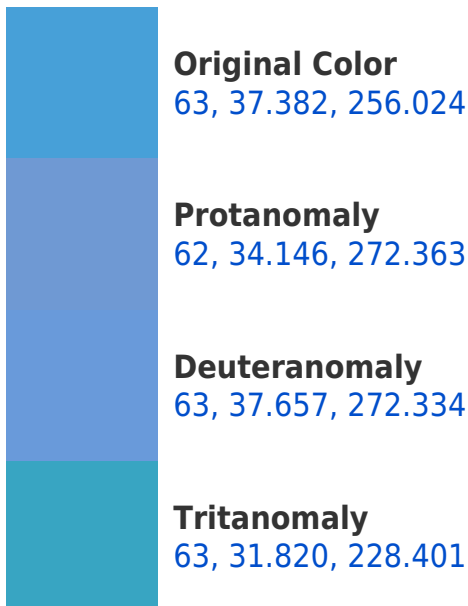 Original Color
63, 37.382, 256.024
Protanomaly
62, 34.146, 272.363
Deuteranomaly
63, 37.657, 272.334
Tritanomaly
63, 31.820, 228.401